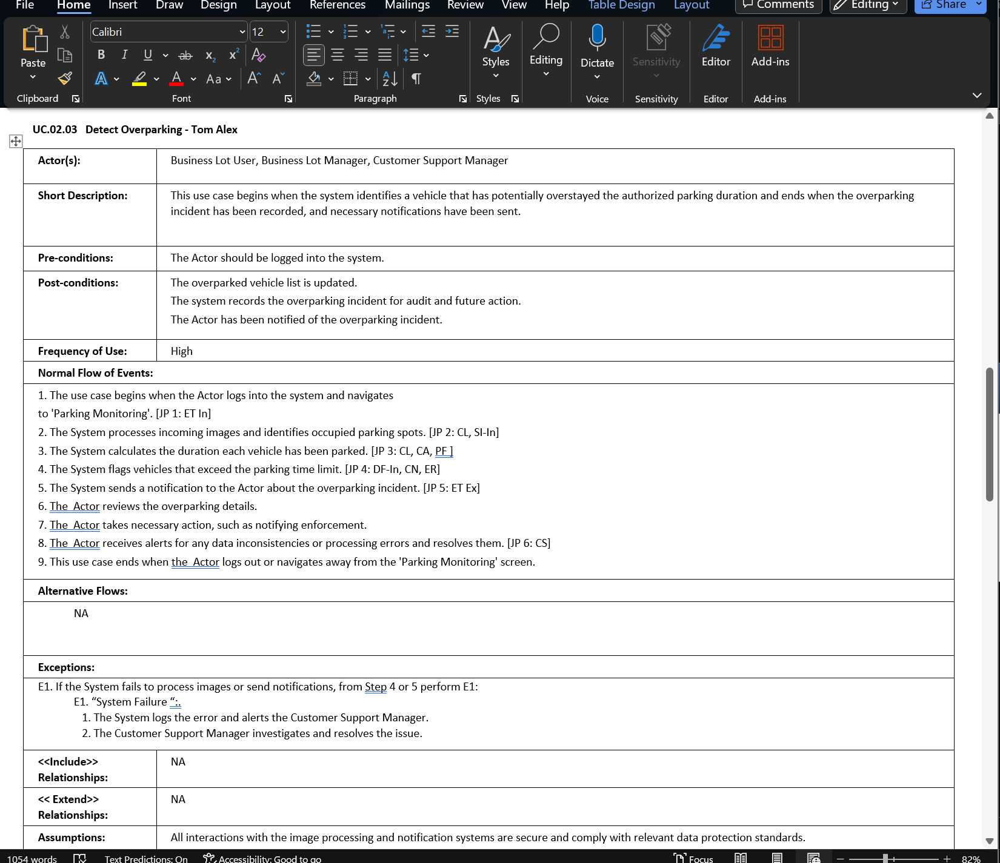 File Home Insert Draw Design Layout References Mailings Review View Help Table Design Layout Comments Editing Share
Calibri 12
Paste
B I U ab x2 x2 A
A A Aa A A
Styles Editing Dictate Sensitivity Editor Add-ins
Clipboard Font Paragraph Styles Voice Sensitivity Editor Add-ins
UC.02.03 Detect Overparking - Tom Alex
Actor(s): Business Lot User, Business Lot Manager, Customer Support Manager
Short Description: This use case begins when the system identifies a vehicle that has potentially overstayed the authorized parking duration and ends when the overparking
incident has been recorded, and necessary notifications have been sent.
Pre-conditions: The Actor should be logged into the system.
Post-conditions: The overparked vehicle list is updated.
The system records the overparking incident for audit and future action.
The Actor has been notified of the overparking incident.
Frequency of Use: High
Normal Flow of Events:
1. The use case begins when the Actor logs into the system and navigates
to 'Parking Monitoring'. [JP 1: ET In]
2. The System processes incoming images and identifies occupied parking spots. [JP 2: CL, SI-In]
3. The System calculates the duration each vehicle has been parked. [JP 3: CL, CA, PF ]
4. The System flags vehicles that exceed the parking time limit. [JP 4: DF-In, CN, ER]
5. The System sends a notification to the Actor about the overparking incident. [JP 5: ET Ex]
6. The  Actor reviews the overparking details.
7. The  Actor takes necessary action, such as notifying enforcement.
8. The  Actor receives alerts for any data inconsistencies or processing errors and resolves them. [JP 6: CS]
9. This use case ends when the  Actor logs out or navigates away from the 'Parking Monitoring' screen.
Alternative Flows:
NA
Exceptions:
E1. If the System fails to process images or send notifications, from Step 4 or 5 perform E1:
E1. “System Failure “:.
1. The System logs the error and alerts the Customer Support Manager.
2. The Customer Support Manager investigates and resolves the issue.
<<Include>> NA
Relationships:
<< Extend>> NA
Relationships:
Assumptions: All interactions with the image processing and notification systems are secure and comply with relevant data protection standards.
1054 words Text Predictions: On Accessibility: Good to go Focus 82%